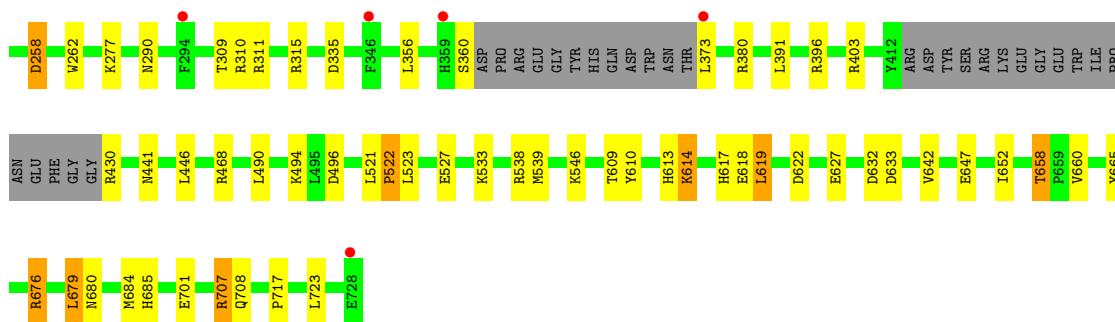 D258 W262 K277 N290 F294 T309 R310 R311 R315 D335 F346 L356 H359 S360 ASP PRO ARG GLU GLY TYR HIS GLN ASP TRP ASN THR L373 R380 L391 R396 R403 Y412 ARG ASP TYR SER ARG LYS GLU GLY GLU TRP ILE PRO
ASN GLU PHE GLY GLY R430 N441 L446 R468 L490 K494 L495 D496 L521 P522 L523 E527 K533 R538 M539 K546 T609 Y610 H613 K614 H617 E618 L619 D622 E627 D632 D633 V642 E647 I652 T658 P659 V660 Y665
R676 L679 N680 M684 H685 E701 R707 Q708 P717 L723 E728